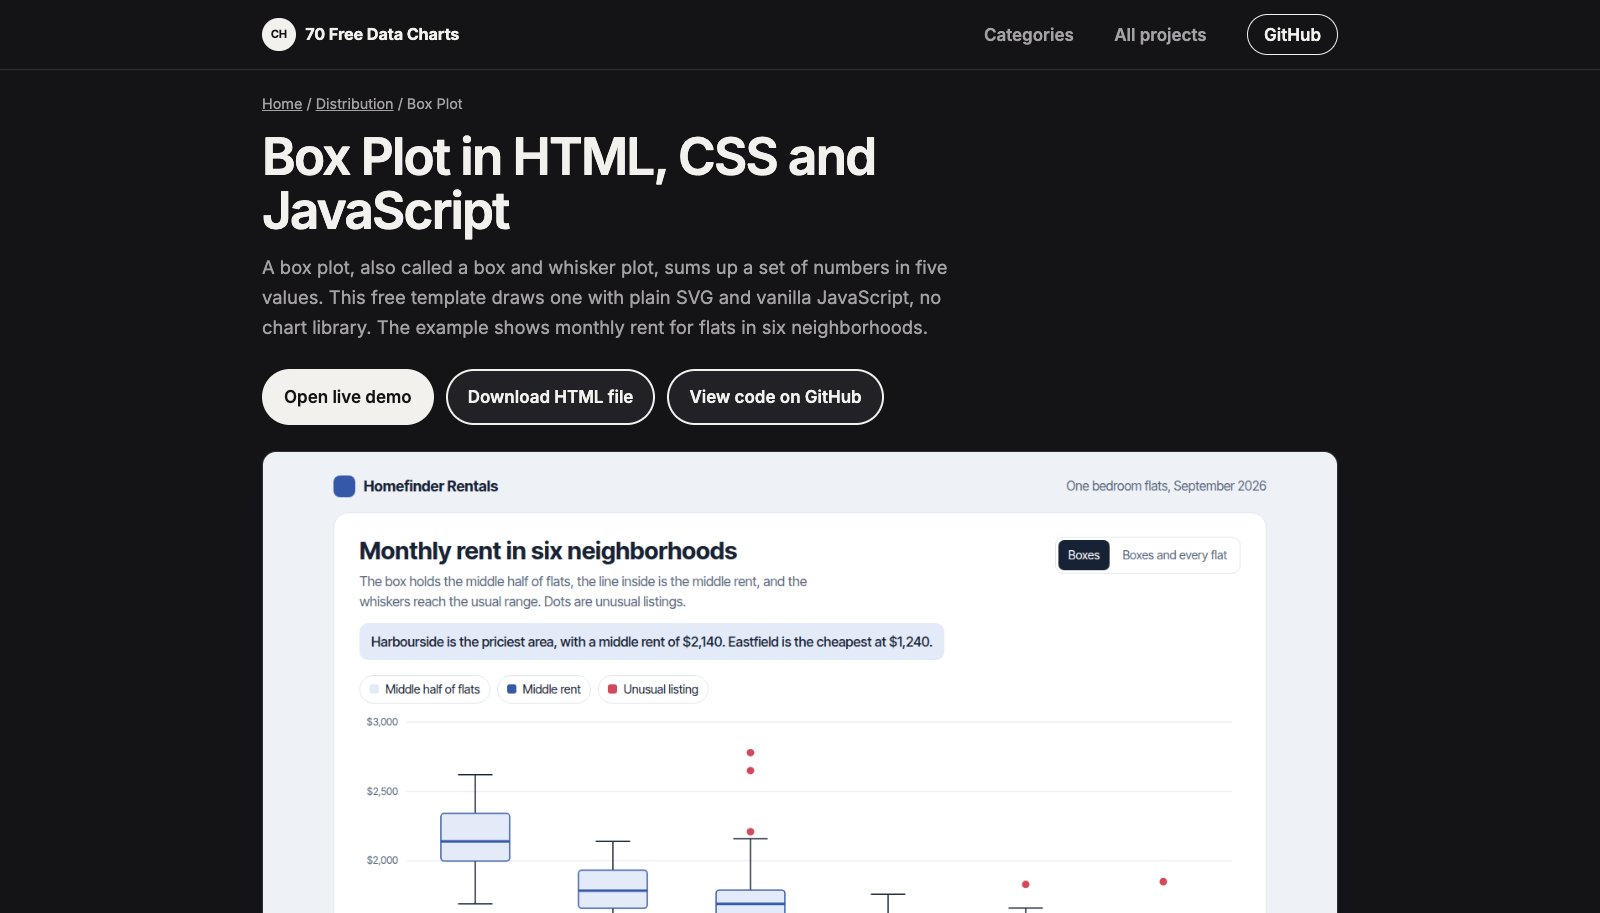 CH 70 Free Data Charts
Categories All projects GitHub
Home / Distribution / Box Plot
Box Plot in HTML, CSS and
JavaScript
A box plot, also called a box and whisker plot, sums up a set of numbers in five
values. This free template draws one with plain SVG and vanilla JavaScript, no
chart library. The example shows monthly rent for flats in six neighborhoods.
Open live demo Download HTML file View code on GitHub
Homefinder Rentals One bedroom flats, September 2026
Monthly rent in six neighborhoods Boxes Boxes and every flat
The box holds the middle half of flats, the line inside is the middle rent, and the
whiskers reach the usual range. Dots are unusual listings.
Harbourside is the priciest area, with a middle rent of $2,140. Eastfield is the cheapest at $1,240.
Middle half of flats Middle rent Unusual listing
$3,000
$2,500
$2,000